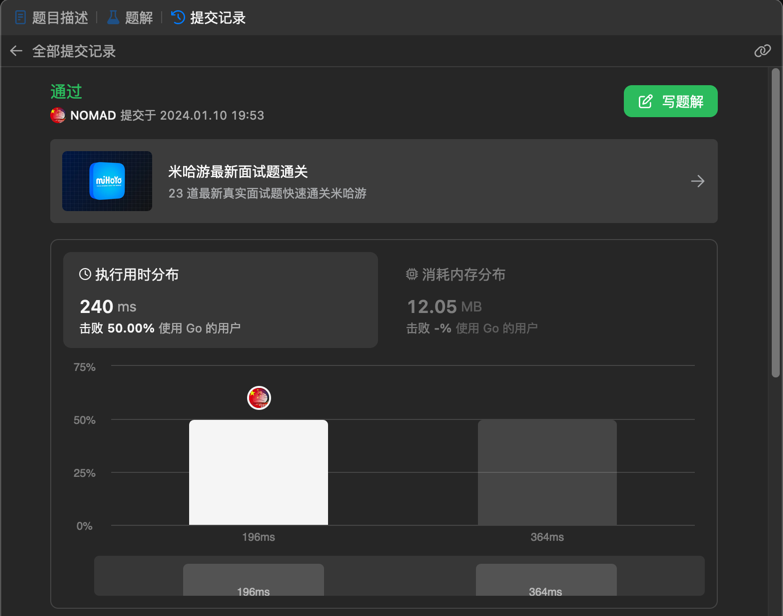 题目描述 题解 提交记录
全部提交记录
通过
NOMAD 提交于 2024.01.10 19:53
写题解
miHoYo
米哈游最新面试题通关
23 道最新真实面试题快速通关米哈游
执行用时分布
240 ms
击败 50.00% 使用 Go 的用户
消耗内存分布
12.05 MB
击败 -% 使用 Go 的用户
75%
50%
25%
0%
196ms 364ms
196ms 364ms